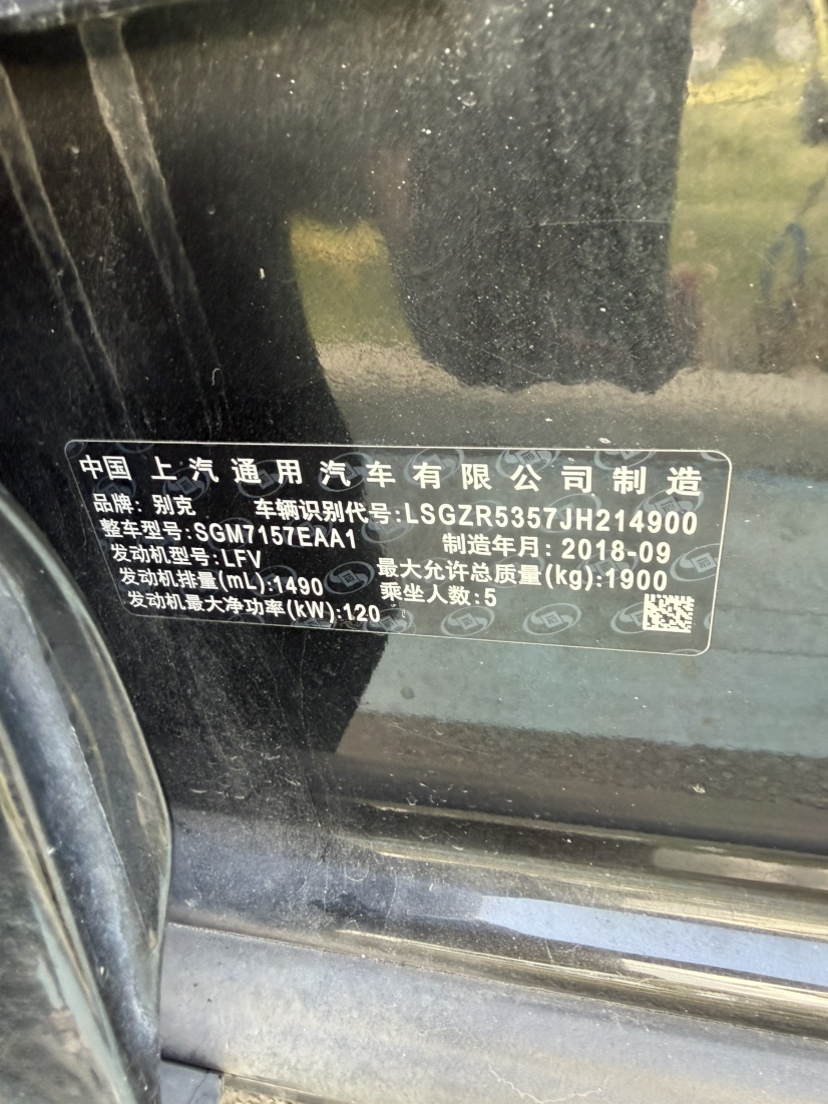 中国 上汽通用汽车有限公司制造
品牌: 别克 车辆识别代号:LSGZR5357JH214900
整车型号:SGM7157EAA1 制造年月: 2018-09
发动机型号:LFV 最大允许总质量(kg):1900
发动机排量(mL):1490 乘坐人数:5
发动机最大净功率(kW):120